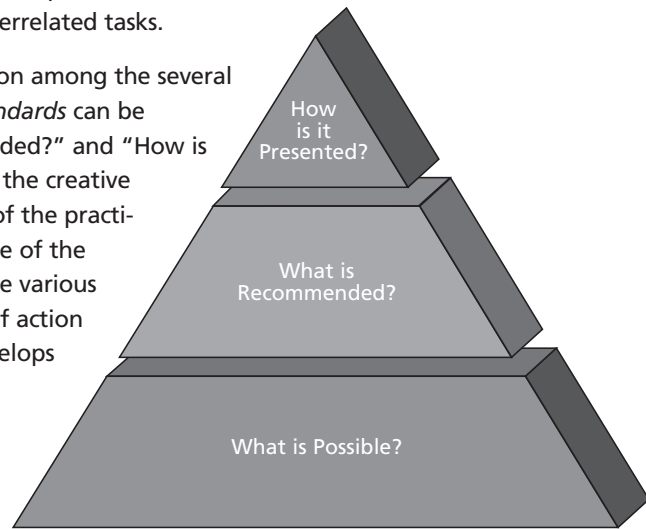 errelated tasks.
on among the several
ndards can be
ded?” and “How is
the creative
of the practi-
e of the
e various
f action
elops
How
is it
Presented?
What is
Recommended?
What is Possible?